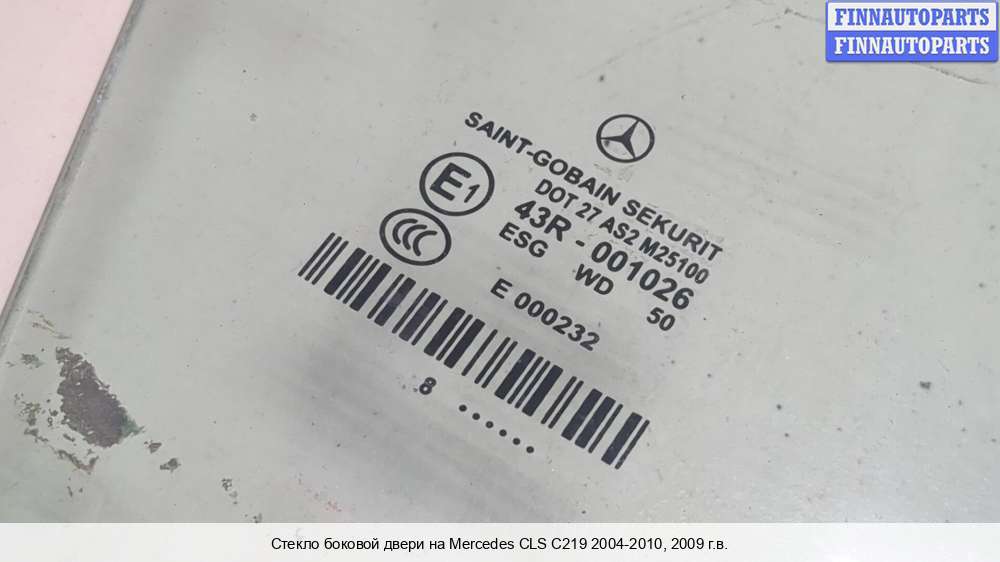 FINNAUTOPARTS
FINNAUTOPARTS
SAINT-GOBAIN SEKURIT
DOT 27 AS2 M25100
E1
43R - 001026
CCC
ESG WD 50
E 000232
8 ......
Стекло боковой двери на Mercedes CLS C219 2004-2010, 2009 г.в.